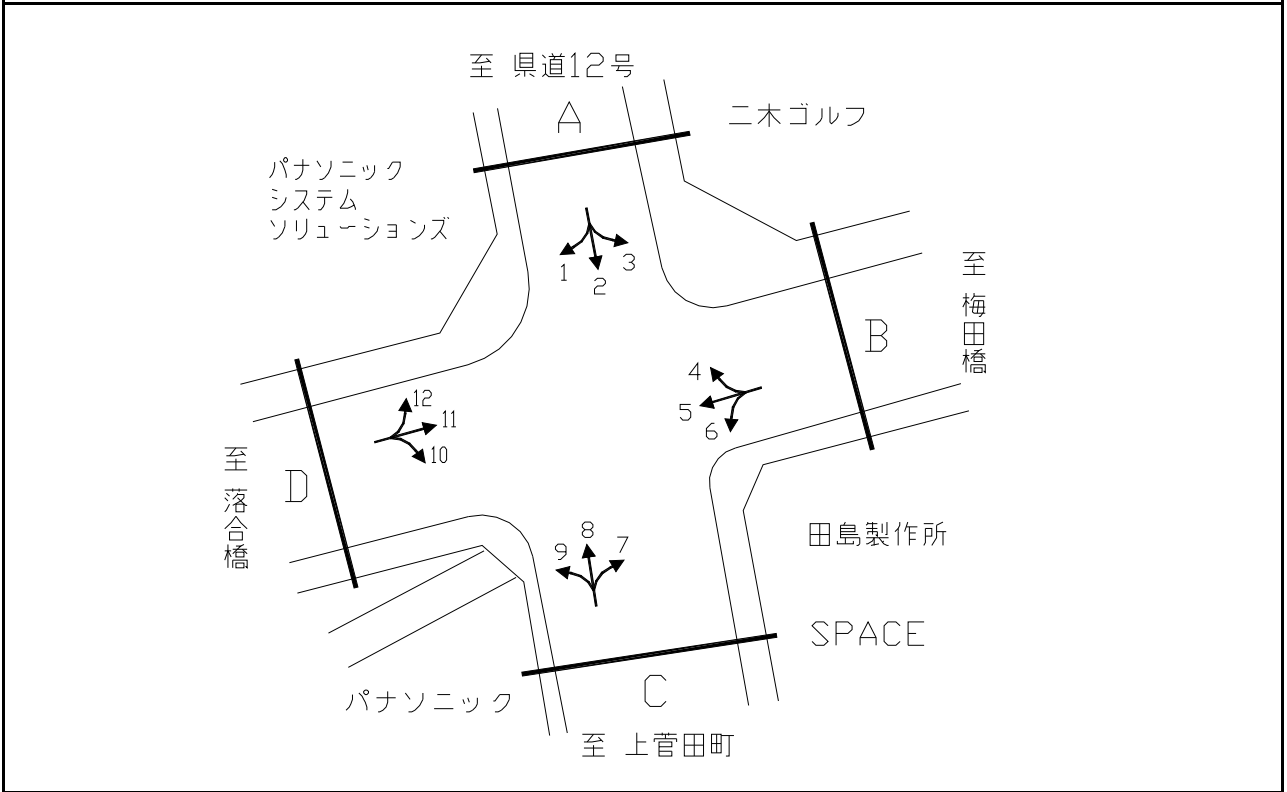 至 県道12号
A
二木ゴルフ
パナソニック
システム
ソリューションズ
1
2
3
至 梅田橋
B
4
5
6
12
11
10
至 落合橋
D
田島製作所
9
8
7
SPACE
C
パナソニック
至 上菅田町